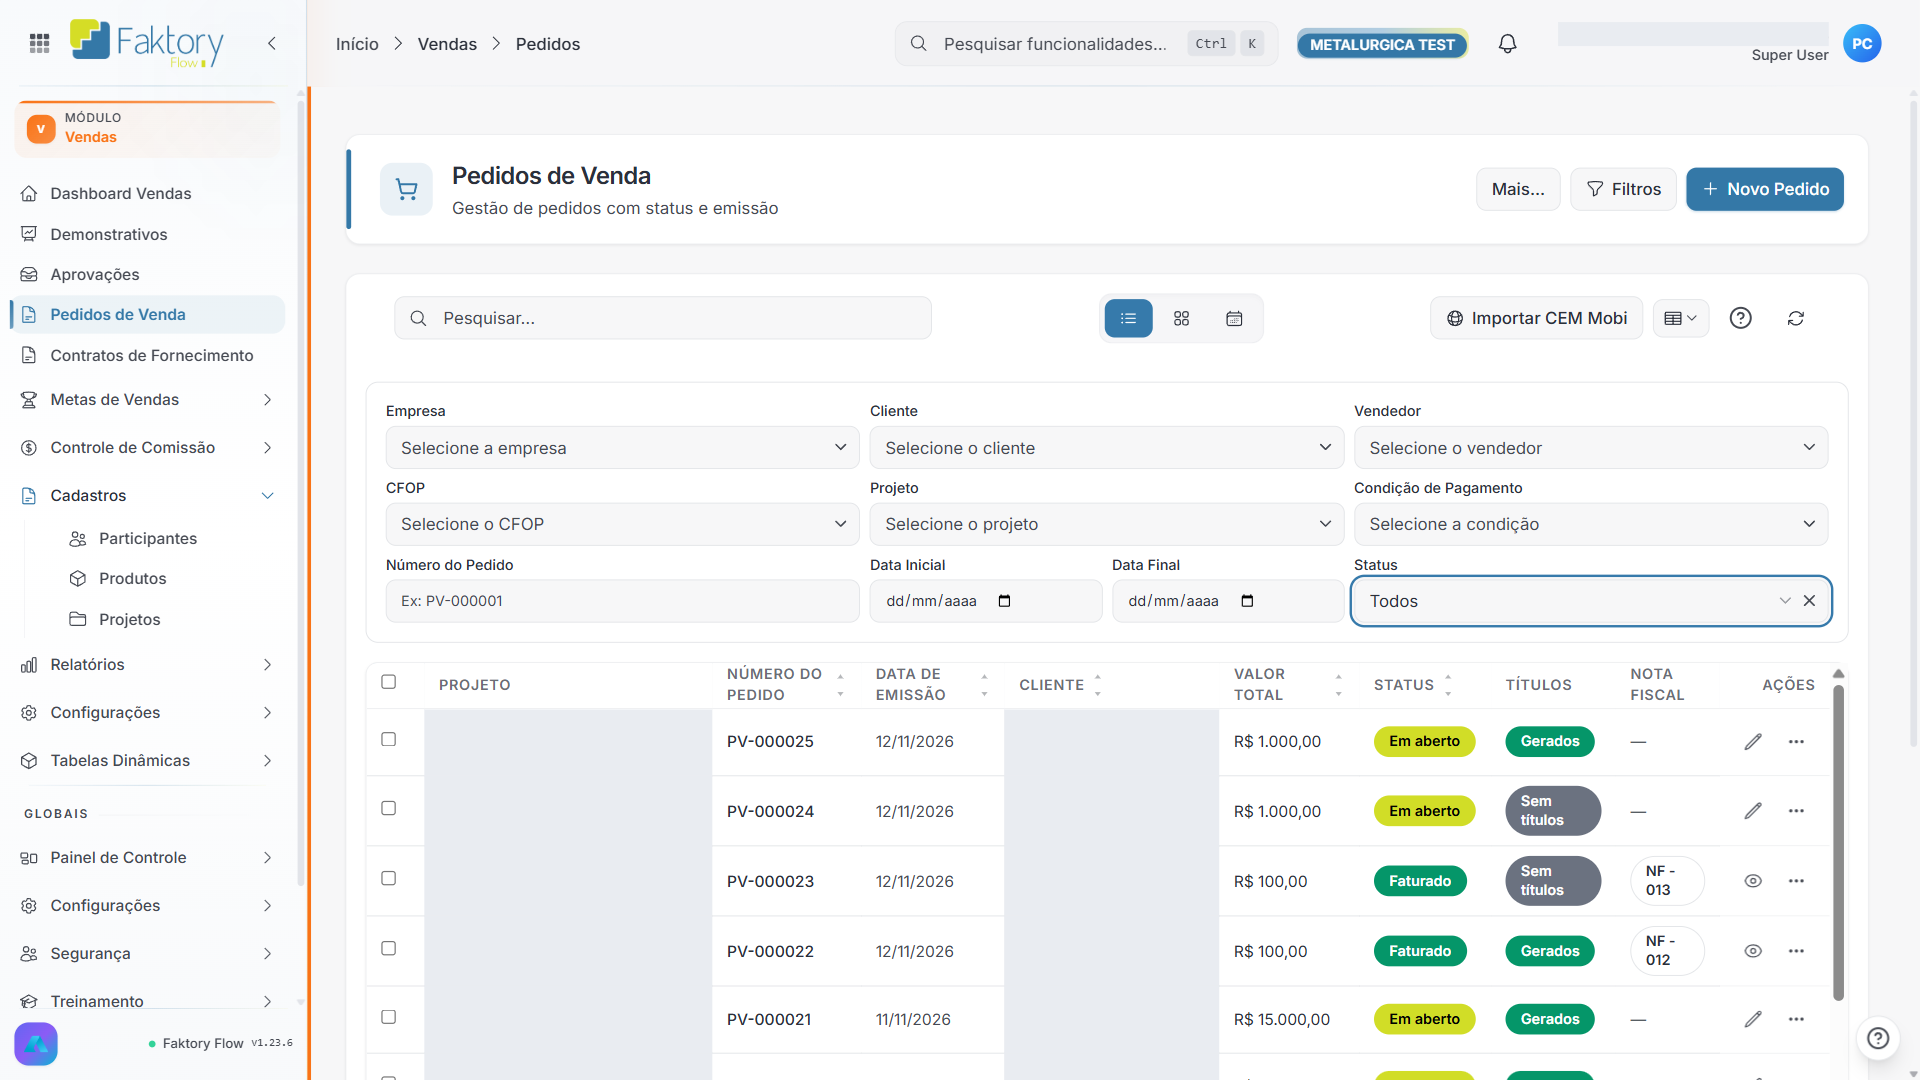 Faktory
Flow
Início
Vendas
Pedidos
Pesquisar funcionalidades...
Ctrl
K
METALURGICA TEST
Super User
PC
V
MÓDULO
Vendas
Dashboard Vendas
Demonstrativos
Aprovações
Pedidos de Venda
Contratos de Fornecimento
Metas de Vendas
Controle de Comissão
Cadastros
Participantes
Produtos
Projetos
Relatórios
Configurações
Tabelas Dinâmicas
GLOBAIS
Painel de Controle
Configurações
Segurança
Treinamento
Faktory Flow v1.23.6
Pedidos de Venda
Gestão de pedidos com status e emissão
Mais...
Filtros
Novo Pedido
Pesquisar...
Importar CEM Mobi
Empresa
Cliente
Vendedor
Selecione a empresa
Selecione o cliente
Selecione o vendedor
CFOP
Projeto
Condição de Pagamento
Selecione o CFOP
Selecione o projeto
Selecione a condição
Número do Pedido
Data Inicial
Data Final
Status
Ex: PV-000001
dd/mm/aaaa
dd/mm/aaaa
Todos
PROJETO
NÚMERO DO
PEDIDO
DATA DE
EMISSÃO
CLIENTE
VALOR
TOTAL
STATUS
TÍTULOS
NOTA
FISCAL
AÇÕES
PV-000025
12/11/2026
R$ 1.000,00
Em aberto
Gerados
—
PV-000024
12/11/2026
R$ 1.000,00
Em aberto
Sem
títulos
—
PV-000023
12/11/2026
R$ 100,00
Faturado
Sem
títulos
NF -
013
PV-000022
12/11/2026
R$ 100,00
Faturado
Gerados
NF -
012
PV-000021
11/11/2026
R$ 15.000,00
Em aberto
Gerados
—